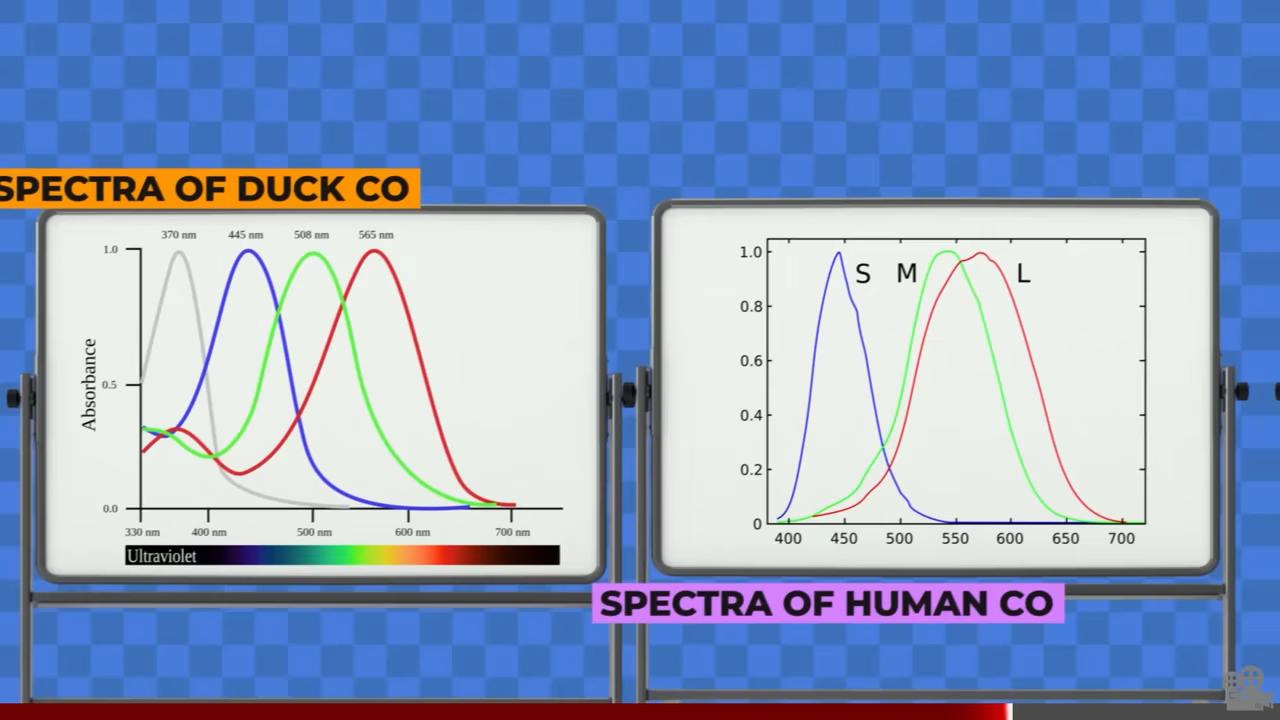 SPECTRA OF DUCK CO
370 nm 445 nm 508 nm 565 nm
1.0
Absorbance
0.5
0.0
330 nm 400 nm 500 nm 600 nm 700 nm
Ultraviolet
1.0
S M L
0.8
0.6
0.4
0.2
0
400 450 500 550 600 650 700
SPECTRA OF HUMAN CO